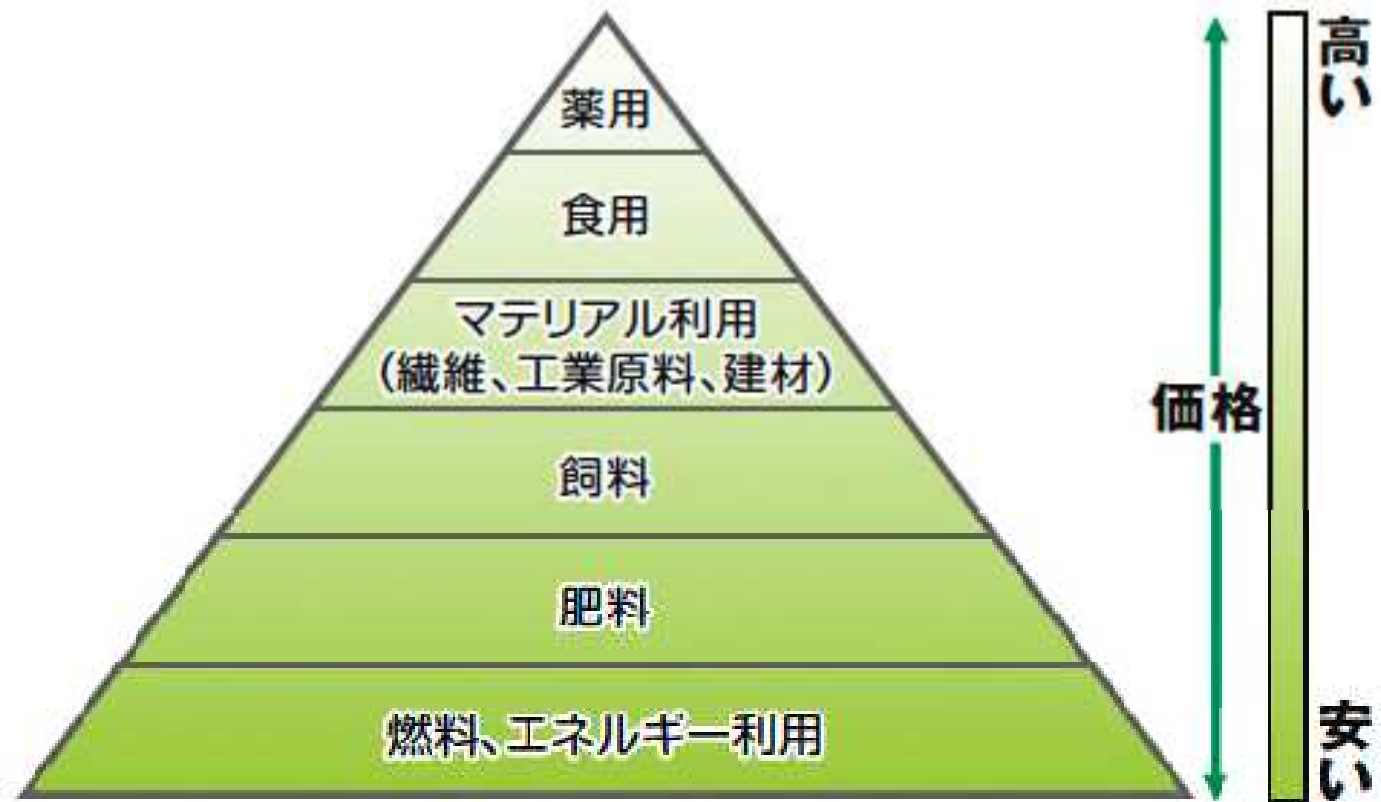 薬用
食用
マテリアル利用
(繊維、工業原料、建材)
飼料
肥料
燃料、エネルギー利用
高い
価格
安い